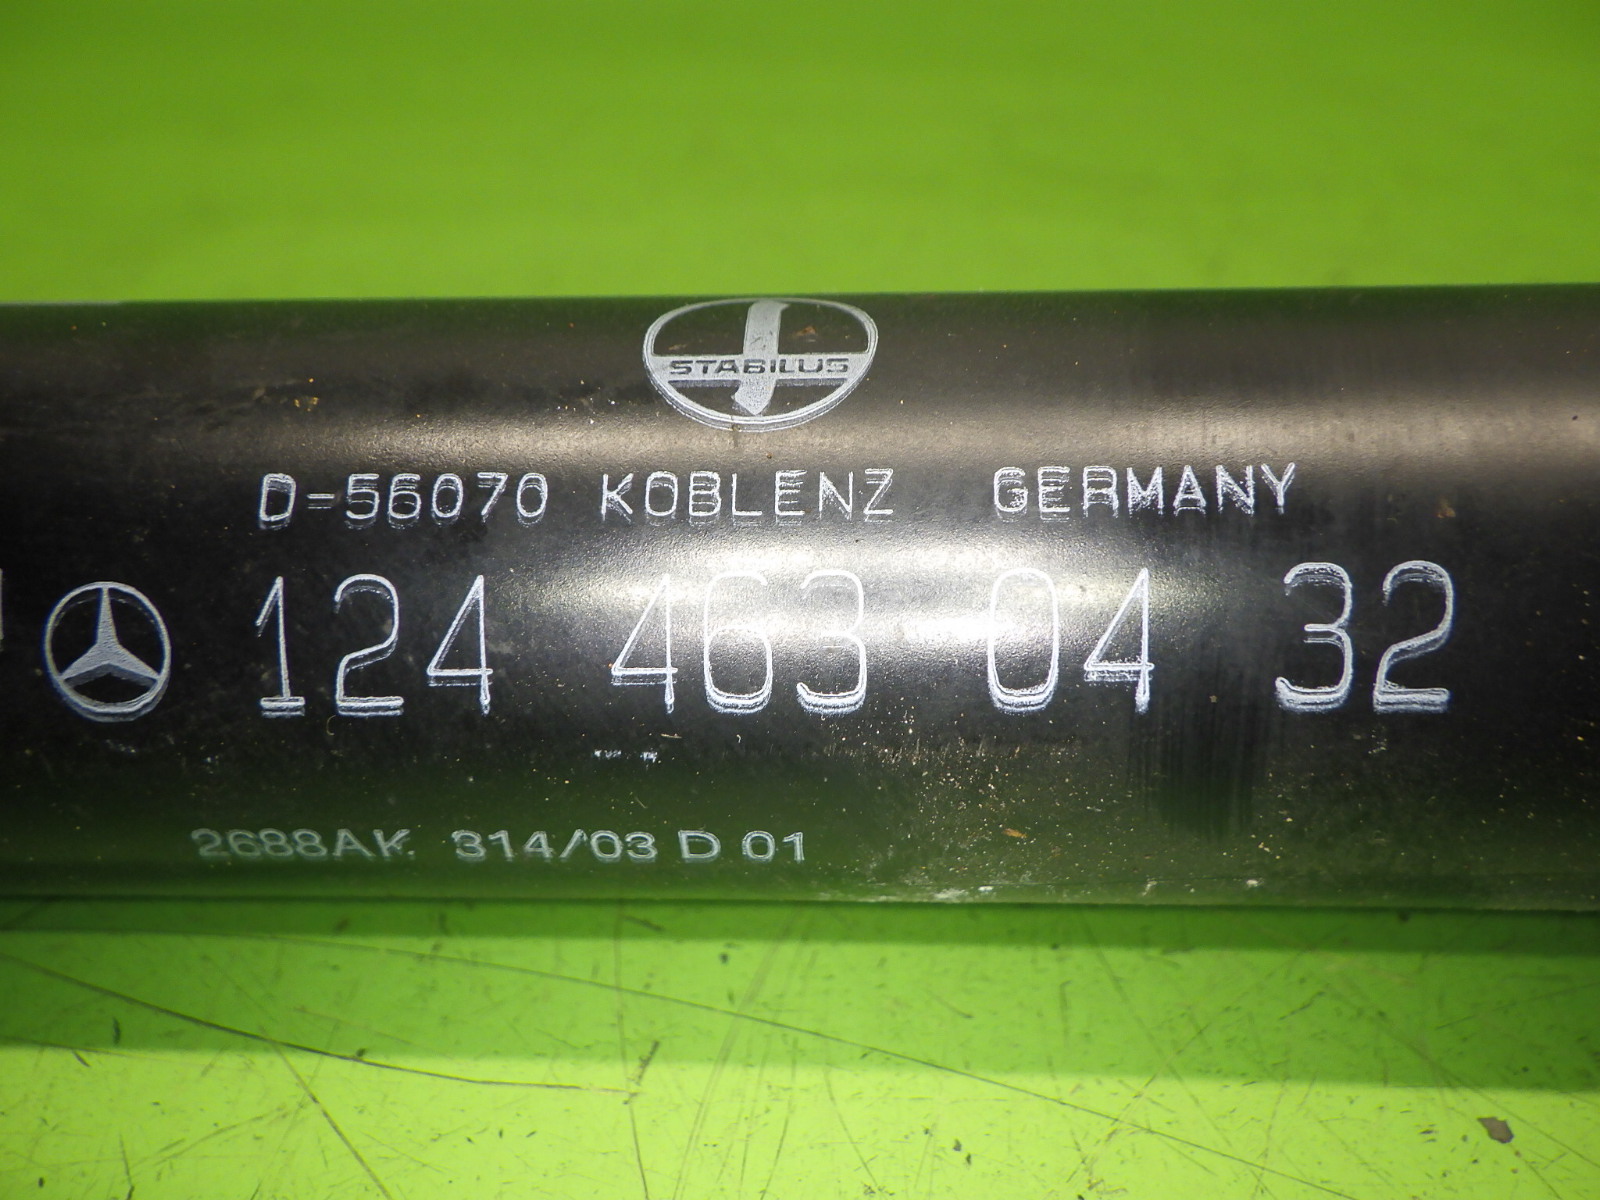 STABILUS
D-56070 KOBLENZ GERMANY
124 463 04 32
2688AK 314/03 D 01